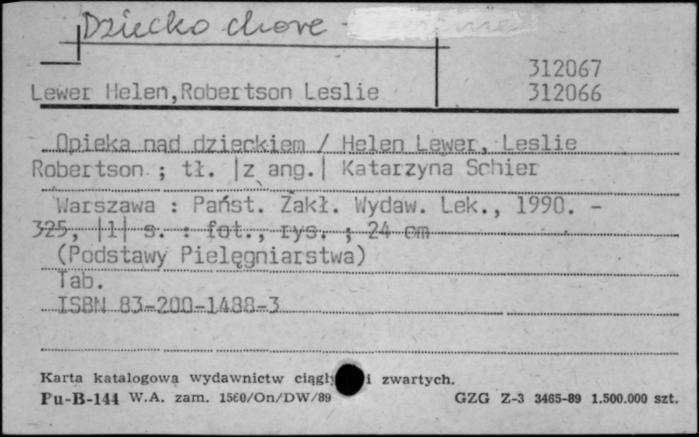 Dziecko chore -
312067
Lewer Helen,Robertson Leslie 312066
Opieka nad dzieckiem / Helen Lewer, Leslie
Robertson ; tł. |z ang.| Katarzyna Schier
Warszawa : Państ. Zakł. Wydaw. Lek., 1990. -
325, |1| s. : fot., rys. ; 24 cm
(Podstawy Pielęgniarstwa)
Tab.
ISBN 83-200-1488-3
Karta katalogowa wydawnictw i zwartych.
Pu-B-144 W.A. zam. 1560/On/DW/89 GZG Z-3 3465-89 1.500.000 szt.